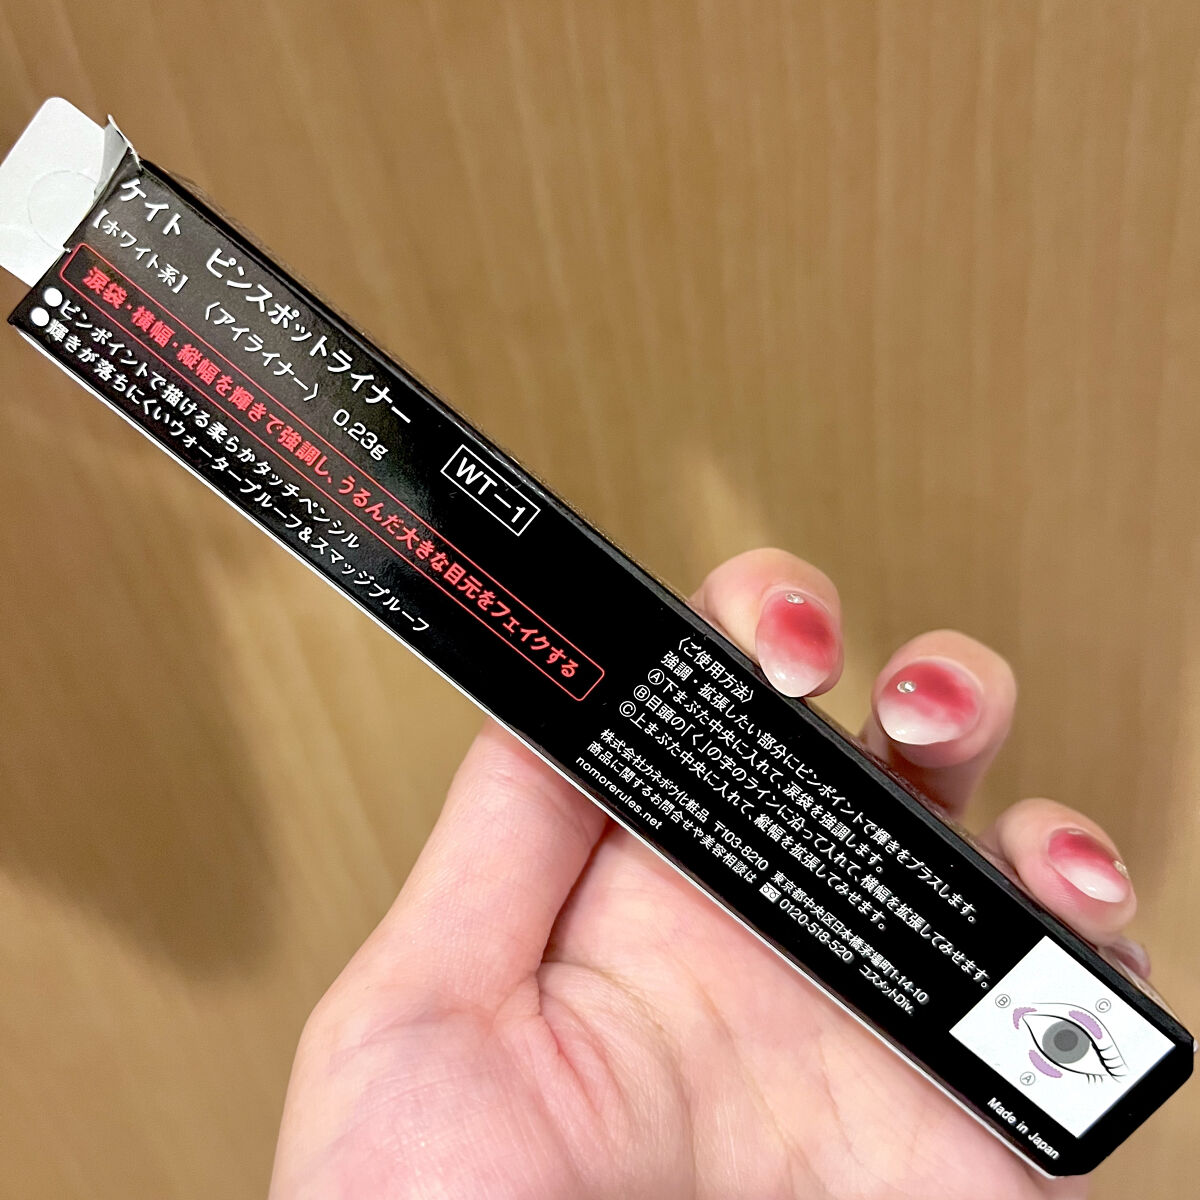 ケイト ピンスポットライナー
【ホワイト系】 〈アイライナー〉 0.23g
WT-1
涙袋・横幅・縦幅を輝きで強調し、うるんだ大きな目元をフェイクする
●ピンポイントで描ける柔らかタッチペンシル
●輝きが落ちにくいウォータープルーフ&スマッジプルーフ
〈ご使用方法〉
強調・拡張したい部分にピンポイントで輝きをプラスします。
Ⓐ下まぶた中央に入れて、涙袋を強調します。
Ⓑ目頭の「く」の字のラインに沿って入れて、横幅を拡張してみせます。
Ⓒ上まぶた中央に入れて、縦幅を拡張してみせます。
株式会社カネボウ化粧品 〒103-8210 東京都中央区日本橋茅場町1-14-10
商品に関するお問合せや美容相談は 0120-518-520 コスメットDiv.
nomorerules.net
Ⓑ
Ⓒ
Ⓐ
Made in Japan